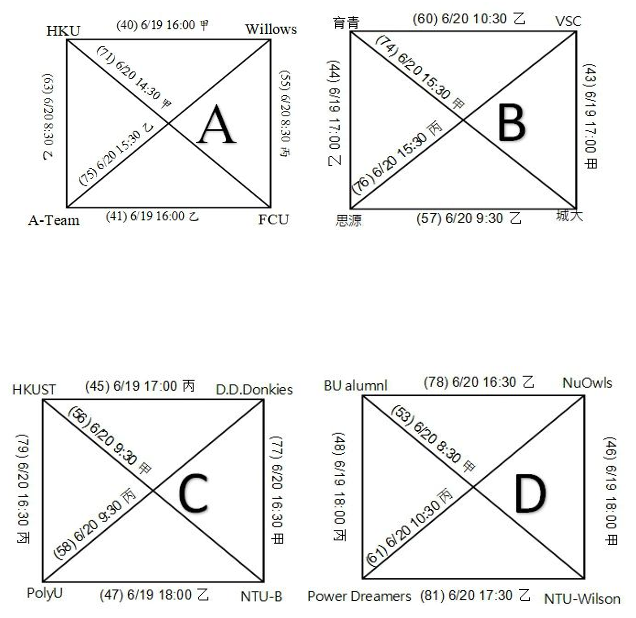 (40) 6/19 16:00 甲
HKU
Willows
(71) 6/20 14:30 甲
(63) 6/20 8:30 乙
(55) 6/20 8:30 丙
A
(75) 6/20 15:30 乙
A-Team
(41) 6/19 16:00 乙
FCU
(60) 6/20 10:30 乙
育青
VSC
(74) 6/20 15:30 甲
(44) 6/19 17:00 乙
(43) 6/19 17:00 甲
B
(76) 6/20 15:30 丙
思源
(57) 6/20 9:30 乙
城大
HKUST
(45) 6/19 17:00 丙
D.D.Donkies
(56) 6/20 9:30 甲
(79) 6/20 16:30 丙
(77) 6/20 16:30 甲
C
(58) 6/20 9:30 丙
PolyU
(47) 6/19 18:00 乙
NTU-B
BU alumnl
(78) 6/20 16:30 乙
NuOwls
(53) 6/20 8:30 甲
(48) 6/19 18:00 丙
(46) 6/19 18:00 甲
D
(61) 6/20 10:30 丙
Power Dreamers
(81) 6/20 17:30 乙
NTU-Wilson